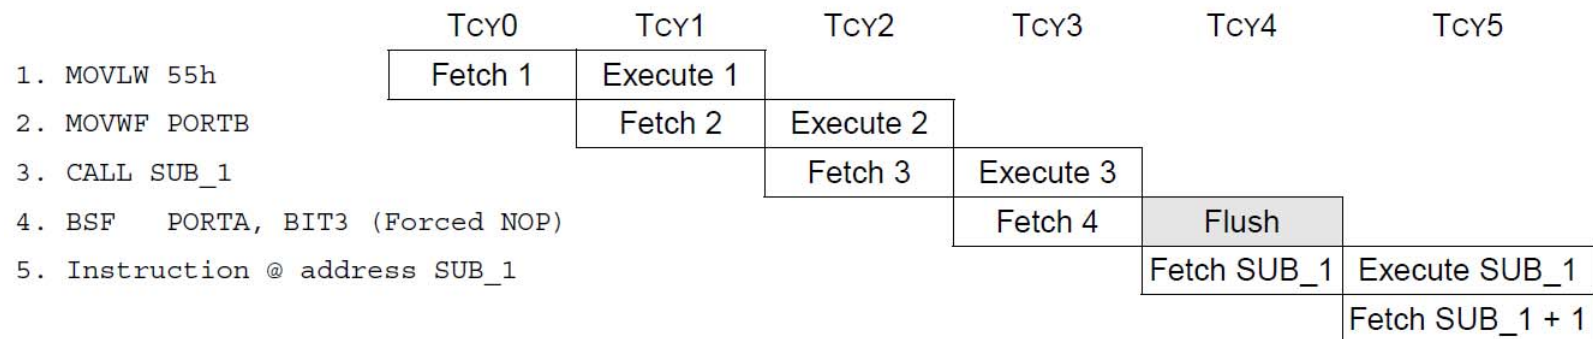 TCY0 TCY1 TCY2 TCY3 TCY4 TCY5
1. MOVLW 55h Fetch 1 Execute 1
2. MOVWF PORTB Fetch 2 Execute 2
3. CALL SUB_1 Fetch 3 Execute 3
4. BSF PORTA, BIT3 (Forced NOP) Fetch 4 Flush
5. Instruction @ address SUB_1 Fetch SUB_1 Execute SUB_1
Fetch SUB_1 + 1